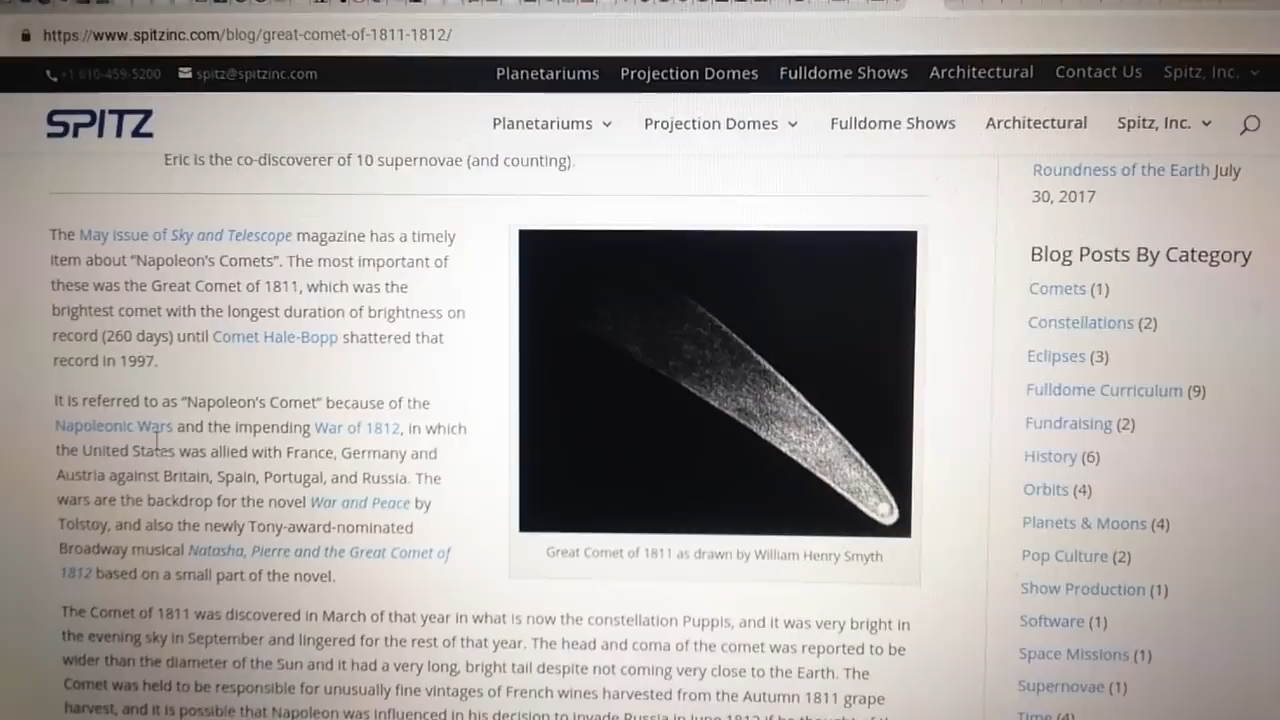 https://www.spitzinc.com/blog/great-comet-of-1811-1812/
+1 610-459-5200 spitz@spitzinc.com Planetariums Projection Domes Fulldome Shows Architectural Contact Us Spitz, Inc.
SPITZ Planetariums Projection Domes Fulldome Shows Architectural Spitz, Inc.
Eric is the co-discoverer of 10 supernovae (and counting).
The May issue of Sky and Telescope magazine has a timely
item about “Napoleon’s Comets”. The most important of
these was the Great Comet of 1811, which was the
brightest comet with the longest duration of brightness on
record (260 days) until Comet Hale-Bopp shattered that
record in 1997.
It is referred to as “Napoleon’s Comet” because of the
Napoleonic Wars and the impending War of 1812, in which
the United States was allied with France, Germany and
Austria against Britain, Spain, Portugal, and Russia. The
wars are the backdrop for the novel War and Peace by
Tolstoy, and also the newly Tony-award-nominated
Broadway musical Natasha, Pierre and the Great Comet of
1812 based on a small part of the novel.
Great Comet of 1811 as drawn by William Henry Smyth
The Comet of 1811 was discovered in March of that year in what is now the constellation Puppis, and it was very bright in
the evening sky in September and lingered for the rest of that year. The head and coma of the comet was reported to be
wider than the diameter of the Sun and it had a very long, bright tail despite not coming very close to the Earth. The
Comet was held to be responsible for unusually fine vintages of French wines harvested from the Autumn 1811 grape
harvest, and it is possible that Napoleon was influenced in his decision to invade Russia in June 1812 if he thought of the
Roundness of the Earth July
30, 2017
Blog Posts By Category
Comets (1)
Constellations (2)
Eclipses (3)
Fulldome Curriculum (9)
Fundraising (2)
History (6)
Orbits (4)
Planets & Moons (4)
Pop Culture (2)
Show Production (1)
Software (1)
Space Missions (1)
Supernovae (1)
Time (4)